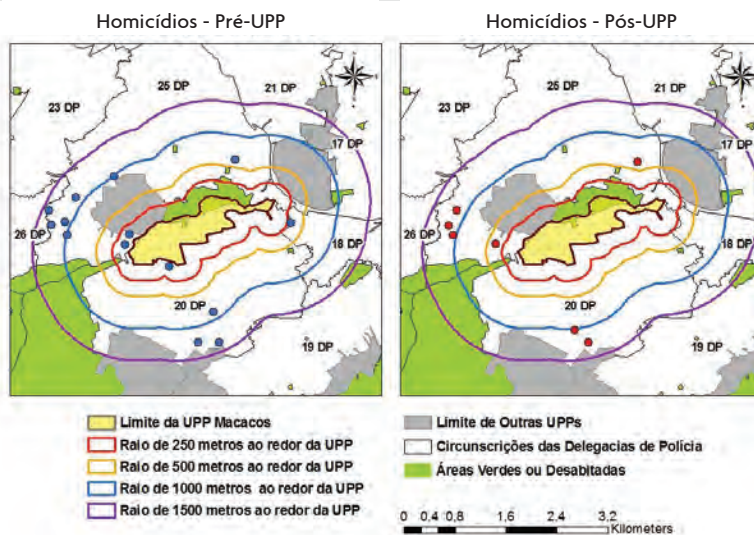 Homicídios - Pré-UPP
Homicídios - Pós-UPP
25 DP
21 DP
23 DP
17 DP
26 DP
18 DP
20 DP
19 DP
25 DP
21 DP
23 DP
17 DP
26 DP
18 DP
20 DP
19 DP
Limite da UPP Macacos
Raio de 250 metros ao redor da UPP
Raio de 500 metros ao redor da UPP
Raio de 1000 metros ao redor da UPP
Raio de 1500 metros ao redor da UPP
Limite de Outras UPPs
Circunscrições das Delegacias de Polícia
Áreas Verdes ou Desabitadas
0 0,4 0,8 1,6 2,4 3,2
Kilometers